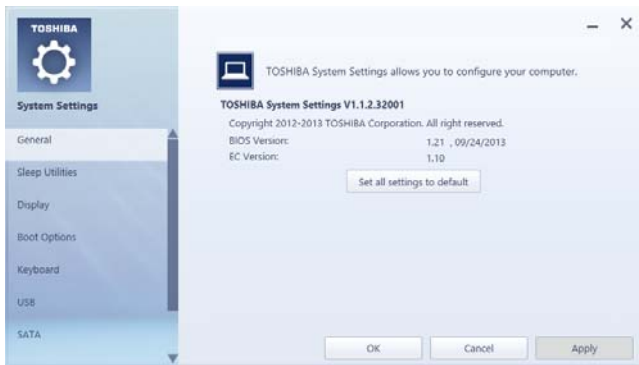 TOSHIBA
System Settings
General
Sleep Utilities
Display
Boot Options
Keyboard
USB
SATA
TOSHIBA System Settings allows you to configure your computer.
TOSHIBA System Settings V1.1.2.32001
Copyright 2012-2013 TOSHIBA Corporation. All right reserved.
BIOS Version: 1.21 , 09/24/2013
EC Version: 1.10
Set all settings to default
OK Cancel Apply